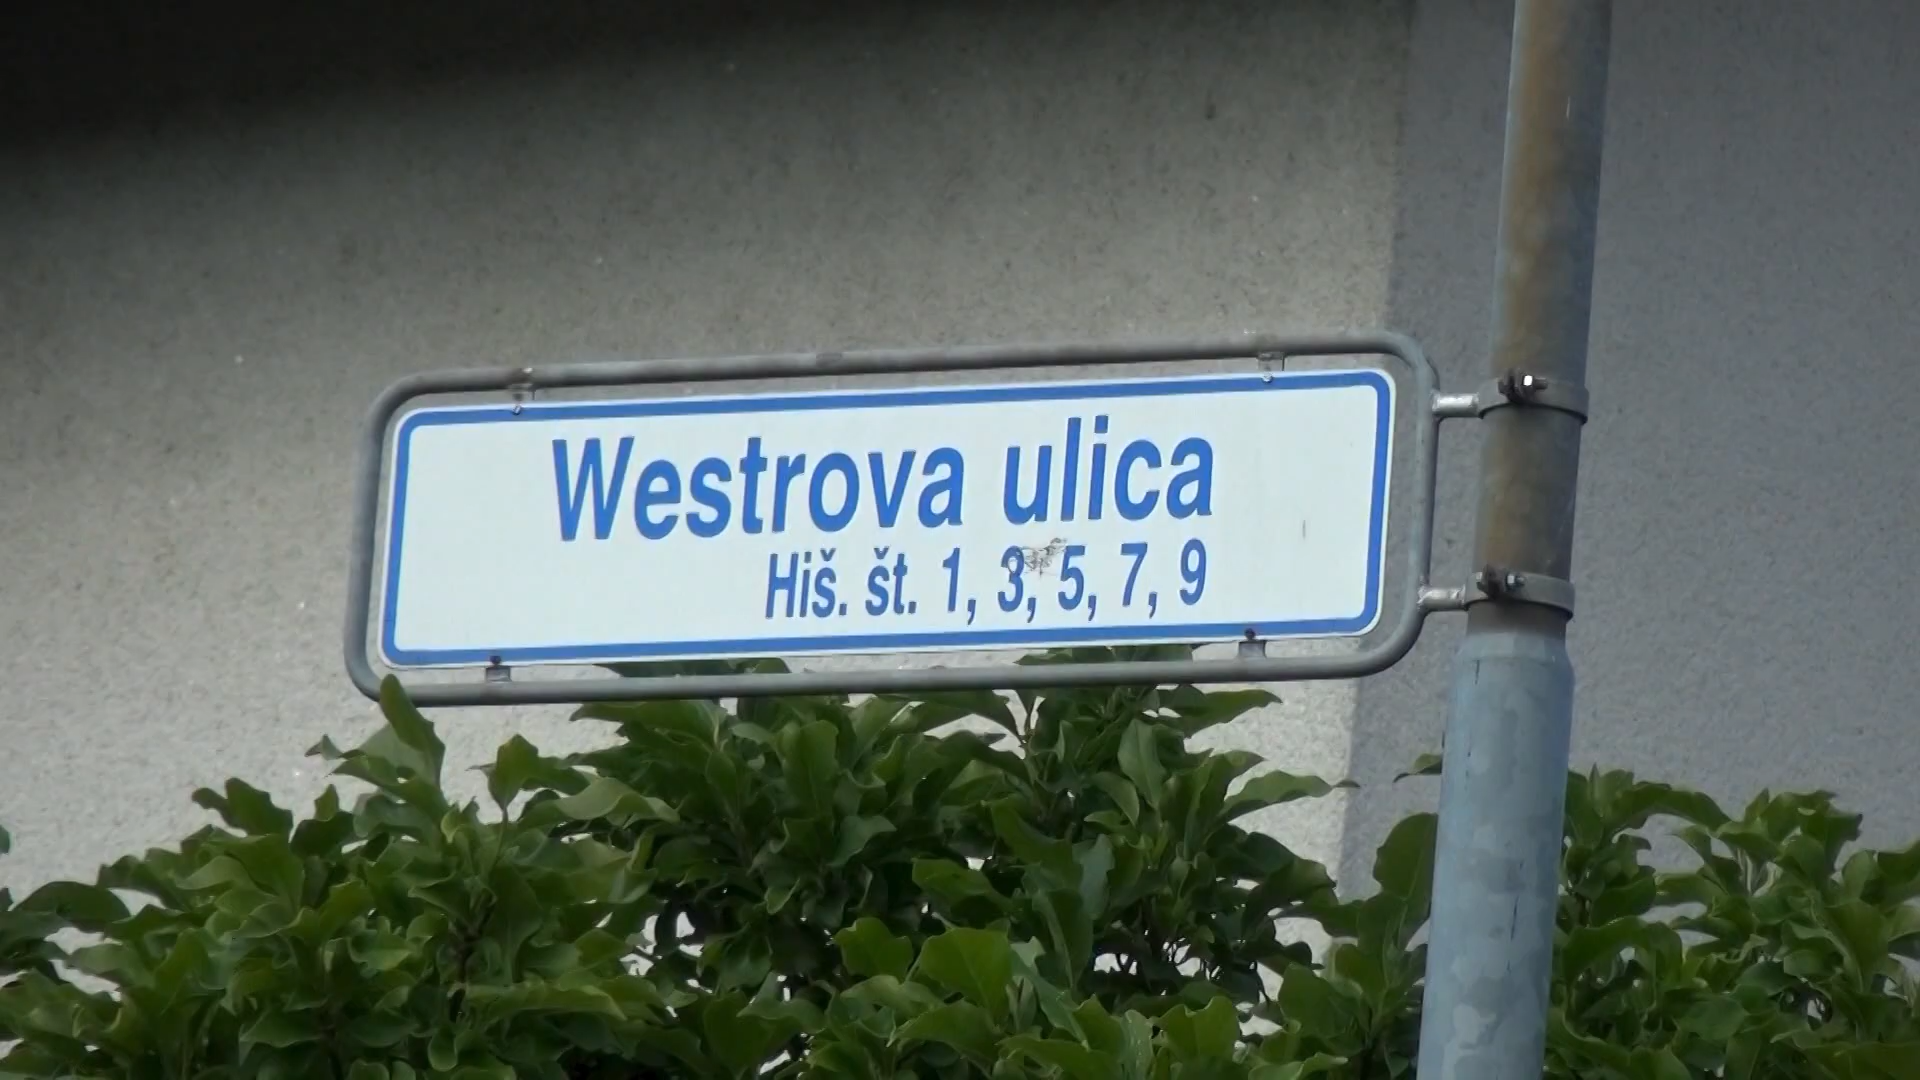 Westrova ulica
Hiš. št. 1, 3, 5, 7, 9